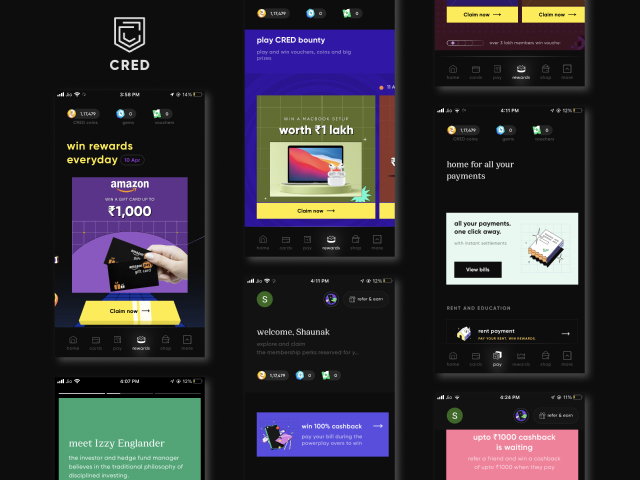 CRED
3:58 PM
Jio
14%
1,17,479
0
0
CRED coins
gems
vouchers
win rewards
everyday
10 Apr
amazon
WIN A GIFT CARD UP TO
₹1,000
amazon
gift card
Claim now
home
cards
pay
rewards
shop
more
4:07 PM
Jio
12%
meet Izzy Englander
the investor and hedge fund manager
believes in the traditional philosophy of
disciplined investing.
1,17,479
0
0
play CRED bounty
play and win vouchers, coins and big
prizes
WIN A MACBOOK SETUP
worth ₹1 lakh
Claim now
home
cards
pay
rewards
shop
more
4:11 PM
Jio
12%
S
refer & earn
welcome, Shaunak
explore and claim
the membership perks reserved for y...
1,17,479
0
0
win 100% cashback
pay your bill during the
powerplay overs to win
Claim now
Claim now
over 3 lakh members win vouche
home
cards
pay
rewards
shop
more
4:11 PM
Jio
12%
1,17,479
0
0
CRED coins
gems
vouchers
home for all your
payments
all your payments.
one click away.
with instant settlements
View bills
RENT AND EDUCATION
rent payment
PAY YOUR RENT. WIN REWARDS.
home
cards
pay
rewards
shop
more
4:24 PM
Jio
11%
S
refer & earn
upto ₹1000 cashback
is waiting
refer a friend and win a cashback
of upto ₹1000 when they pay